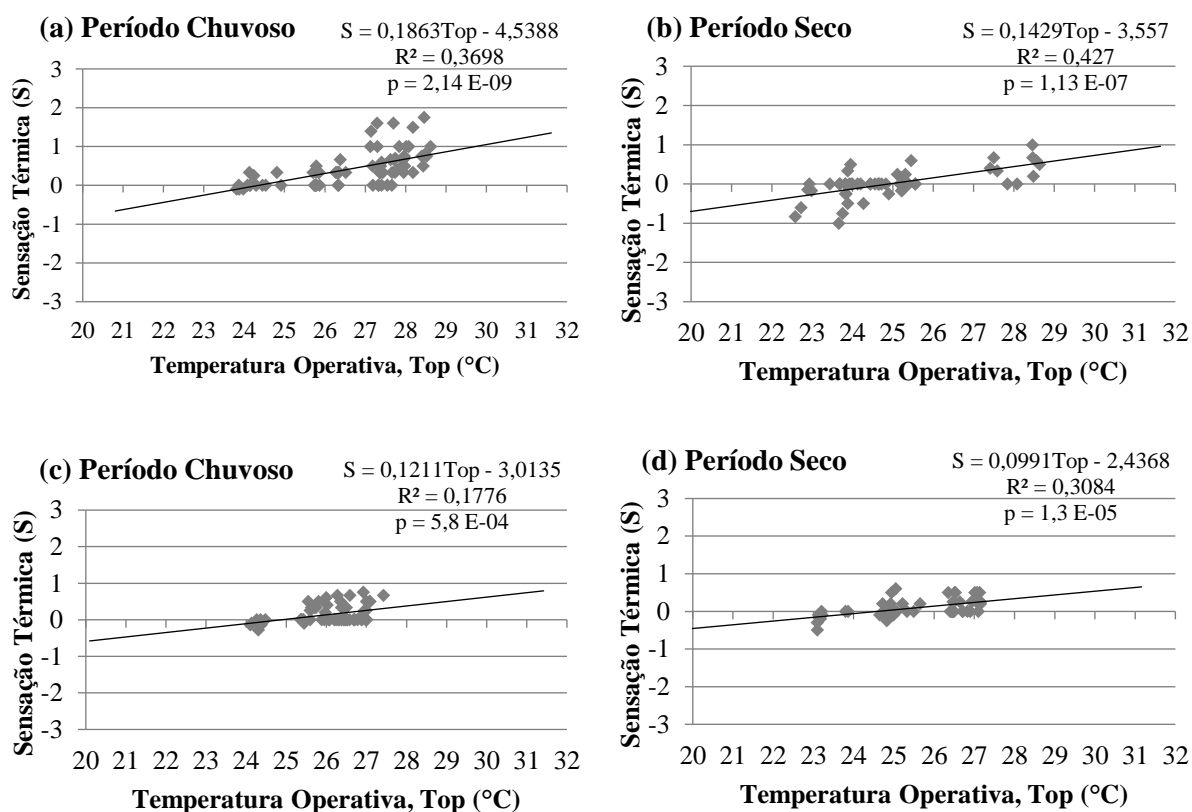 (a) Período Chuvoso
S = 0,1863Top - 4,5388
R² = 0,3698
p = 2,14 E-09
Sensação Térmica (S)
3
2
1
0
-1
-2
-3
20 21 22 23 24 25 26 27 28 29 30 31 32
Temperatura Operativa, Top (°C)
(b) Período Seco
S = 0,1429Top - 3,557
R² = 0,427
p = 1,13 E-07
Sensação Térmica (S)
3
2
1
0
-1
-2
-3
20 21 22 23 24 25 26 27 28 29 30 31 32
Temperatura Operativa, Top (°C)
(c) Período Chuvoso
S = 0,1211Top - 3,0135
R² = 0,1776
p = 5,8 E-04
Sensação Térmica (S)
3
2
1
0
-1
-2
-3
20 21 22 23 24 25 26 27 28 29 30 31 32
Temperatura Operativa, Top (°C)
(d) Período Seco
S = 0,0991Top - 2,4368
R² = 0,3084
p = 1,3 E-05
Sensação Térmica (S)
3
2
1
0
-1
-2
-3
20 21 22 23 24 25 26 27 28 29 30 31 32
Temperatura Operativa, Top (°C)